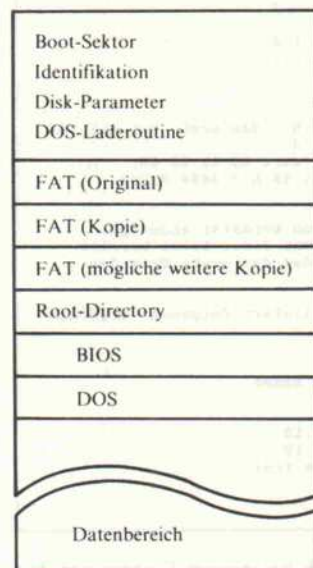 Boot-Sektor
Identifikation
Disk-Parameter
DOS-Laderoutine
FAT (Original)
FAT (Kopie)
FAT (mögliche weitere Kopie)
Root-Directory
BIOS
DOS
Datenbereich